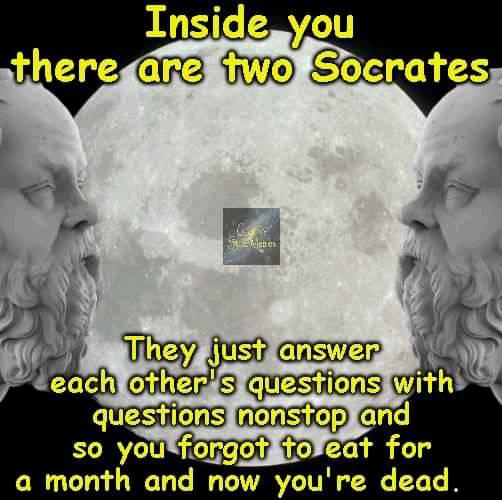 Inside you
there are two Socrates
They just answer
each other's questions with
questions nonstop and
so you forgot to eat for
a month and now you're dead.